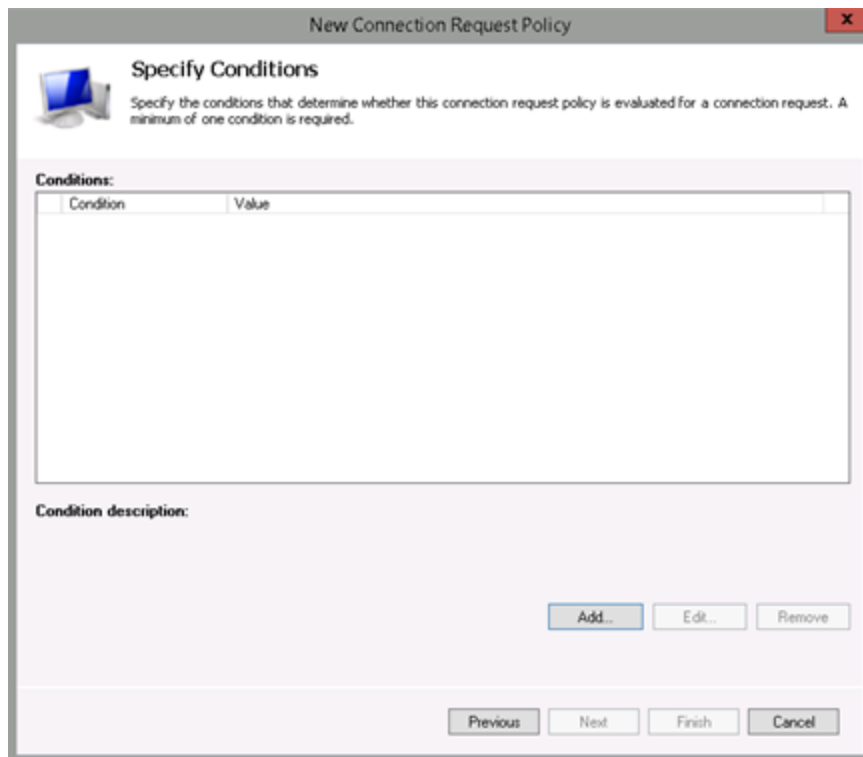 New Connection Request Policy
x
Specify Conditions
Specify the conditions that determine whether this connection request policy is evaluated for a connection request. A
minimum of one condition is required.
Conditions:
Condition Value
Condition description:
Add... Edit... Remove
Previous Next Finish Cancel